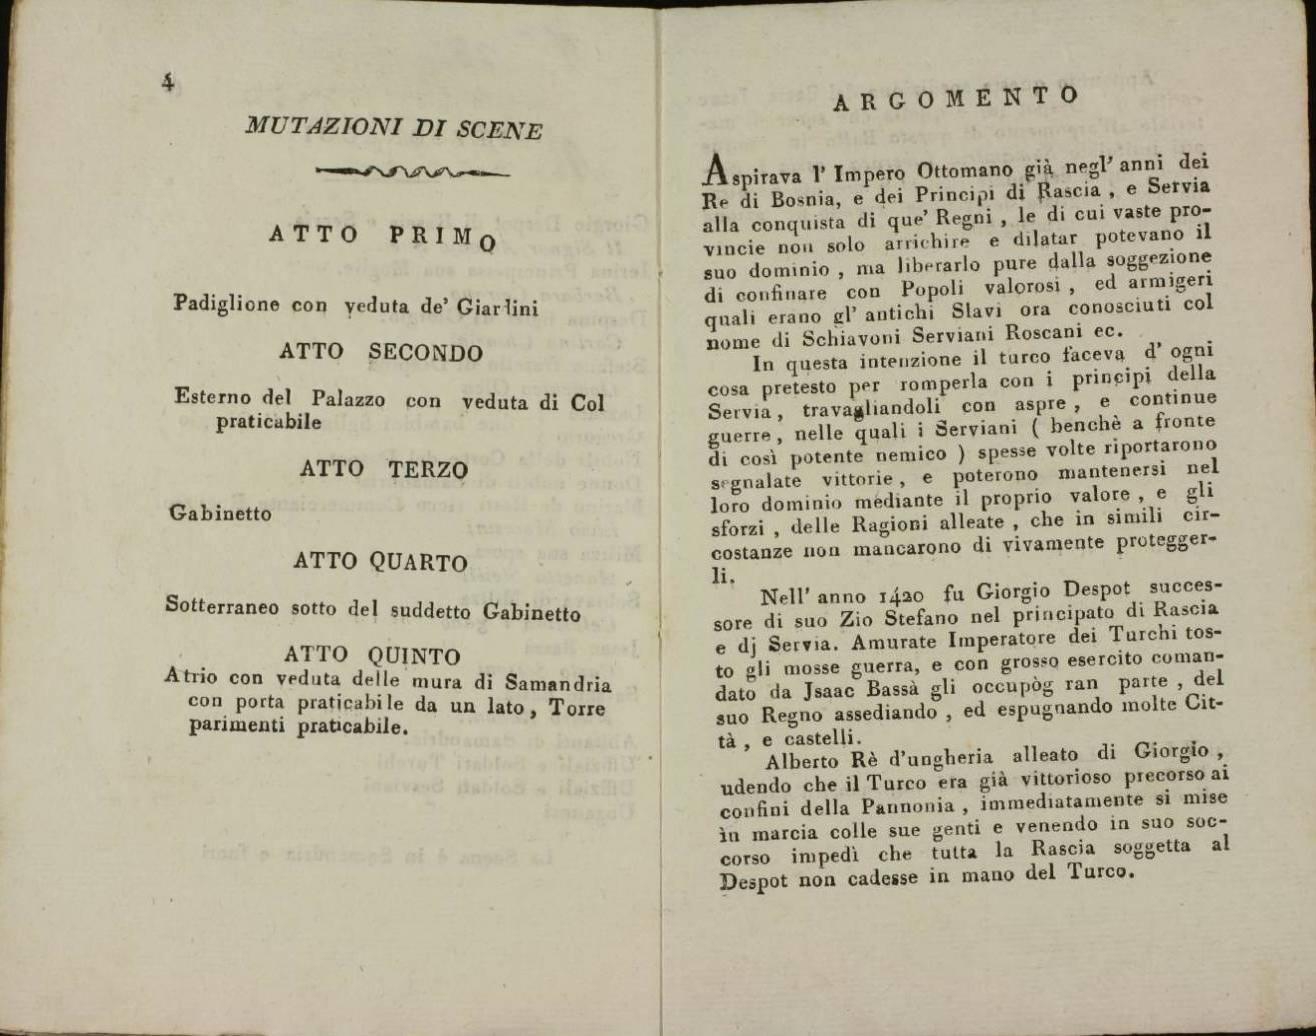 4
MUTAZIONI DI SCENE
ATTO PRIMO
Padiglione con veduta de' Giardini
ATTO SECONDO
Esterno del Palazzo con veduta di Col
praticabile
ATTO TERZO
Gabinetto
ATTO QUARTO
Sotterraneo sotto del suddetto Gabinetto
ATTO QUINTO
Atrio con veduta delle mura di Samandria
con porta praticabile da un lato, Torre
parimenti praticabile.
ARGOMENTO
Aspirava l' Impero Ottomano già negl' anni dei
Re di Bosnia, e dei Principi di Rascia, e Servia
alla conquista di que' Regni, le di cui vaste pro-
vincie non solo arrichire e dilatar potevano il
suo dominio, ma liberarlo pure dalla soggezione
di confinare con Popoli valorosi, ed armigeri
quali erano gl' antichi Slavi ora conosciuti col
nome di Schiavoni Serviani Roscani ec.
In questa intenzione il turco faceva d' ogni
cosa pretesto per romperla con i principi della
Servia, travagliandoli con aspre, e continue
guerre, nelle quali i Serviani ( benchè a fronte
di così potente nemico ) spesse volte riportarono
segnalate vittorie, e poterono mantenersi nel
loro dominio mediante il proprio valore, e gli
sforzi, delle Ragioni alleate, che in simili cir-
costanze non mancarono di vivamente protegger-
li.
Nell' anno 1420 fu Giorgio Despot succes-
sore di suo Zio Stefano nel principato di Rascia
e dj Servia. Amurate Imperatore dei Turchi tos-
to gli mosse guerra, e con grosso esercito coman-
dato da Jsaac Bassà gli occupòg ran parte, del
suo Regno assediando, ed espugnando molte Cit-
tà, e castelli.
Alberto Rè d'ungheria alleato di Giorgio,
udendo che il Turco era già vittorioso precorso ai
confini della Pannonia, immediatamente si mise
in marcia colle sue genti e venendo in suo soc-
corso impedì che tutta la Rascia soggetta al
Despot non cadesse in mano del Turco.